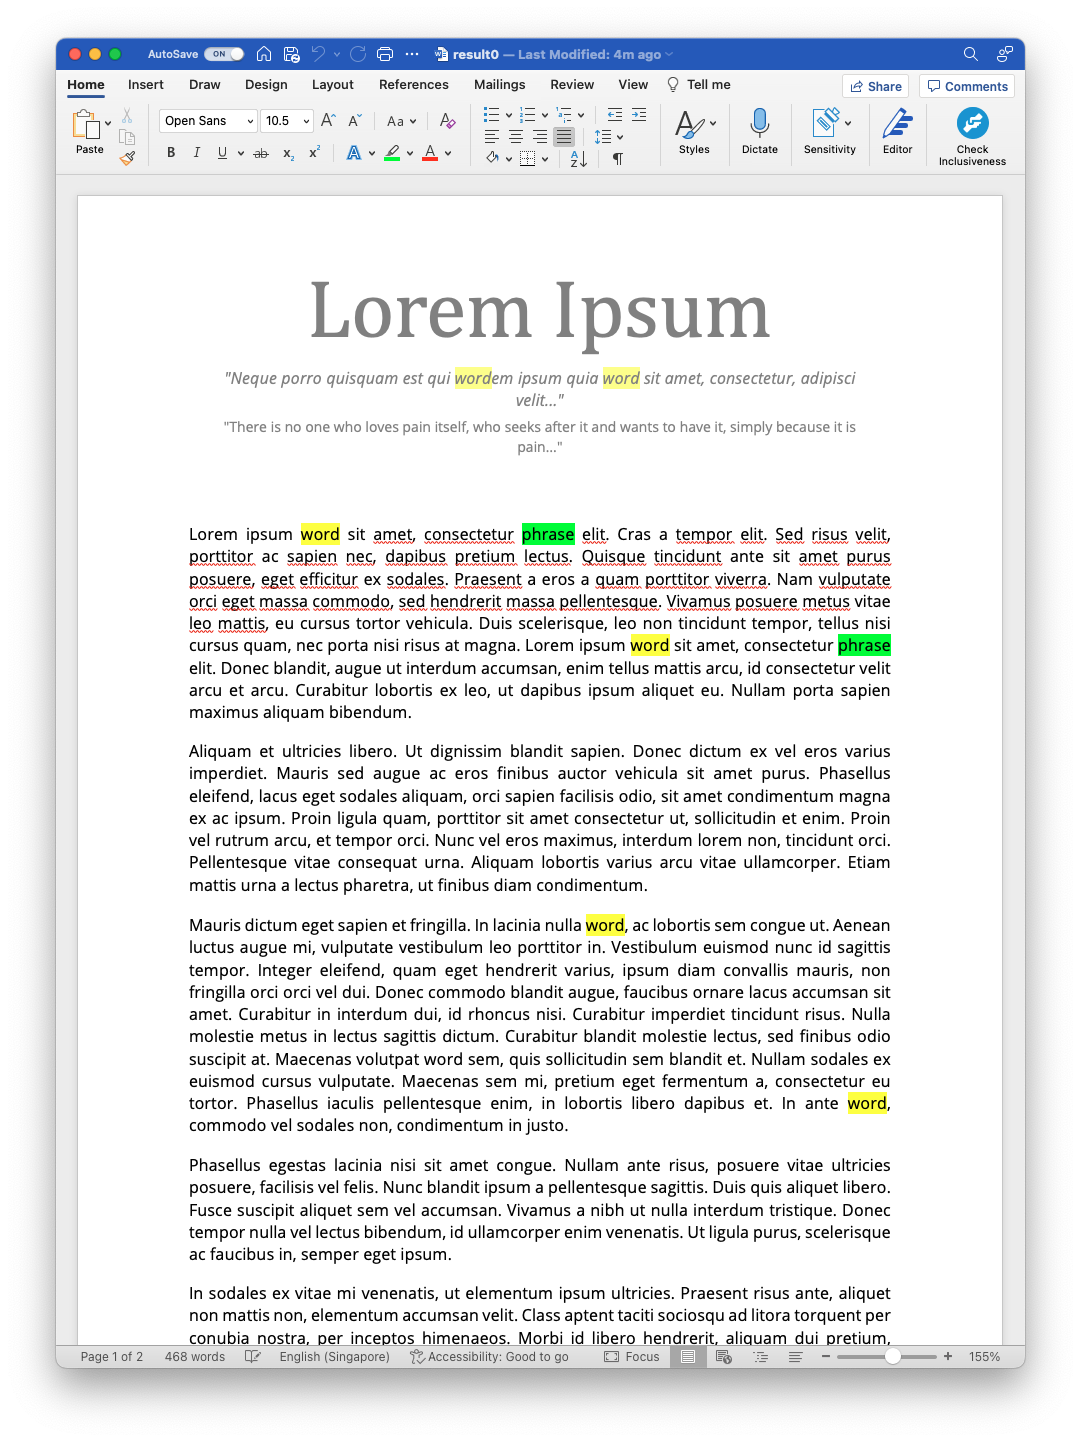 AutoSave ON result0 — Last Modified: 4m ago
Home Insert Draw Design Layout References Mailings Review View Tell me Share Comments
Open Sans 10.5 A A Aa A
Paste B I U ab x2 x2 A A Styles Dictate Sensitivity Editor Check Inclusiveness
Lorem Ipsum
"Neque porro quisquam est qui wordem ipsum quia word sit amet, consectetur, adipisci
velit..."
"There is no one who loves pain itself, who seeks after it and wants to have it, simply because it is
pain..."
Lorem ipsum word sit amet, consectetur phrase elit. Cras a tempor elit. Sed risus velit,
porttitor ac sapien nec, dapibus pretium lectus. Quisque tincidunt ante sit amet purus
posuere, eget efficitur ex sodales. Praesent a eros a quam porttitor viverra. Nam vulputate
orci eget massa commodo, sed hendrerit massa pellentesque. Vivamus posuere metus vitae
leo mattis, eu cursus tortor vehicula. Duis scelerisque, leo non tincidunt tempor, tellus nisi
cursus quam, nec porta nisi risus at magna. Lorem ipsum word sit amet, consectetur phrase
elit. Donec blandit, augue ut interdum accumsan, enim tellus mattis arcu, id consectetur velit
arcu et arcu. Curabitur lobortis ex leo, ut dapibus ipsum aliquet eu. Nullam porta sapien
maximus aliquam bibendum.
Aliquam et ultricies libero. Ut dignissim blandit sapien. Donec dictum ex vel eros varius
imperdiet. Mauris sed augue ac eros finibus auctor vehicula sit amet purus. Phasellus
eleifend, lacus eget sodales aliquam, orci sapien facilisis odio, sit amet condimentum magna
ex ac ipsum. Proin ligula quam, porttitor sit amet consectetur ut, sollicitudin et enim. Proin
vel rutrum arcu, et tempor orci. Nunc vel eros maximus, interdum lorem non, tincidunt orci.
Pellentesque vitae consequat urna. Aliquam lobortis varius arcu vitae ullamcorper. Etiam
mattis urna a lectus pharetra, ut finibus diam condimentum.
Mauris dictum eget sapien et fringilla. In lacinia nulla word, ac lobortis sem congue ut. Aenean
luctus augue mi, vulputate vestibulum leo porttitor in. Vestibulum euismod nunc id sagittis
tempor. Integer eleifend, quam eget hendrerit varius, ipsum diam convallis mauris, non
fringilla orci orci vel dui. Donec commodo blandit augue, faucibus ornare lacus accumsan sit
amet. Curabitur in interdum dui, id rhoncus nisi. Curabitur imperdiet tincidunt risus. Nulla
molestie metus in lectus sagittis dictum. Curabitur blandit molestie lectus, sed finibus odio
suscipit at. Maecenas volutpat word sem, quis sollicitudin sem blandit et. Nullam sodales ex
euismod cursus vulputate. Maecenas sem mi, pretium eget fermentum a, consectetur eu
tortor. Phasellus iaculis pellentesque enim, in lobortis libero dapibus et. In ante word,
commodo vel sodales non, condimentum in justo.
Phasellus egestas lacinia nisi sit amet congue. Nullam ante risus, posuere vitae ultricies
posuere, facilisis vel felis. Nunc blandit ipsum a pellentesque sagittis. Duis quis aliquet libero.
Fusce suscipit aliquet sem vel accumsan. Vivamus a nibh ut nulla interdum tristique. Donec
tempor nulla vel lectus bibendum, id ullamcorper enim venenatis. Ut ligula purus, scelerisque
ac faucibus in, semper eget ipsum.
In sodales ex vitae mi venenatis, ut elementum ipsum ultricies. Praesent risus ante, aliquet
non mattis non, elementum accumsan velit. Class aptent taciti sociosqu ad litora torquent per
conubia nostra, per inceptos himenaeos. Morbi id libero hendrerit, aliquam dui pretium,
Page 1 of 2 468 words English (Singapore) Accessibility: Good to go Focus 155%